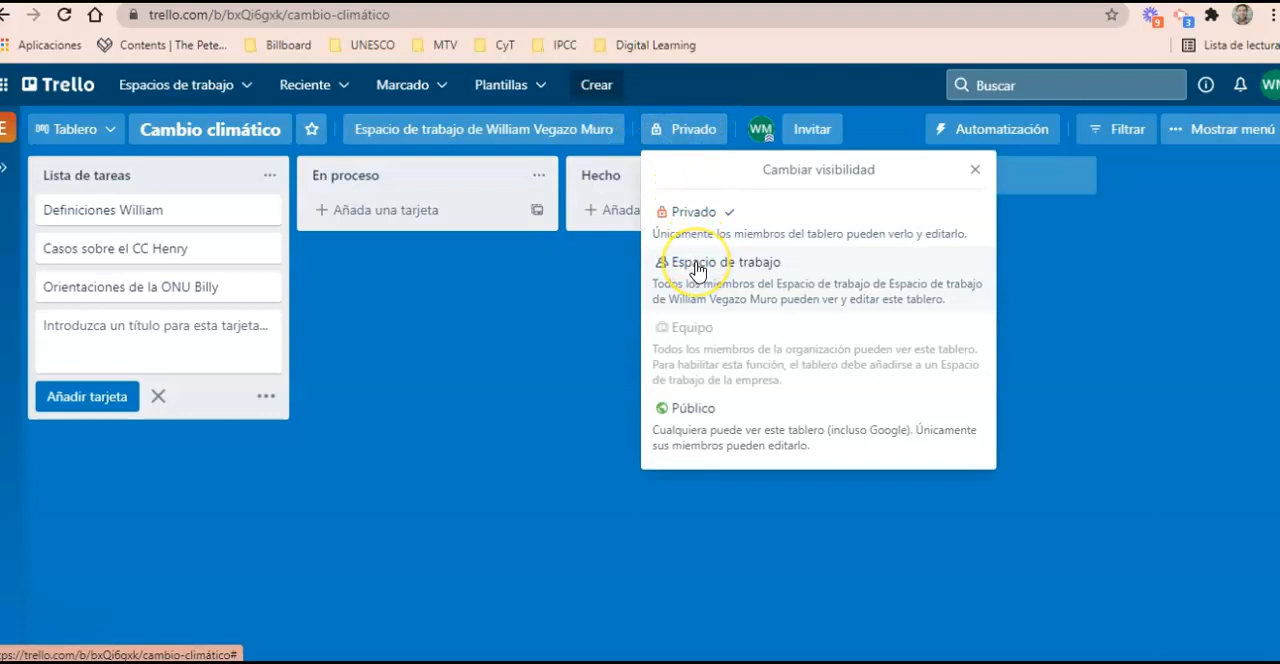 trello.com/b/bxQi6gxk/cambio-climático
9
3
Aplicaciones
Contents | The Pete...
Billboard
UNESCO
MTV
CyT
IPCC
Digital Learning
Lista de lectura
Trello
Espacios de trabajo
Reciente
Marcado
Plantillas
Crear
Buscar
WM
E
Tablero
Cambio climático
Espacio de trabajo de William Vegazo Muro
Privado
WM
Invitar
Automatización
Filtrar
Mostrar menú
Lista de tareas
Definiciones William
Casos sobre el CC Henry
Orientaciones de la ONU Billy
Introduzca un título para esta tarjeta...
Añadir tarjeta
En proceso
Añada una tarjeta
Hecho
Añada
Cambiar visibilidad
Privado
Únicamente los miembros del tablero pueden verlo y editarlo.
Espacio de trabajo
Todos los miembros del Espacio de trabajo de Espacio de trabajo
de William Vegazo Muro pueden ver y editar este tablero.
Equipo
Todos los miembros de la organización pueden ver este tablero.
Para habilitar esta función, el tablero debe añadirse a un Espacio
de trabajo de la empresa.
Público
Cualquiera puede ver este tablero (incluso Google). Únicamente
sus miembros pueden editarlo.
ps://trello.com/b/bxQi6gxk/cambio-climático#